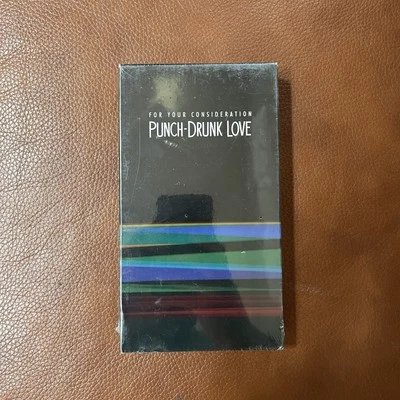 FOR YOUR CONSIDERATION
PUNCH-DRUNK LOVE